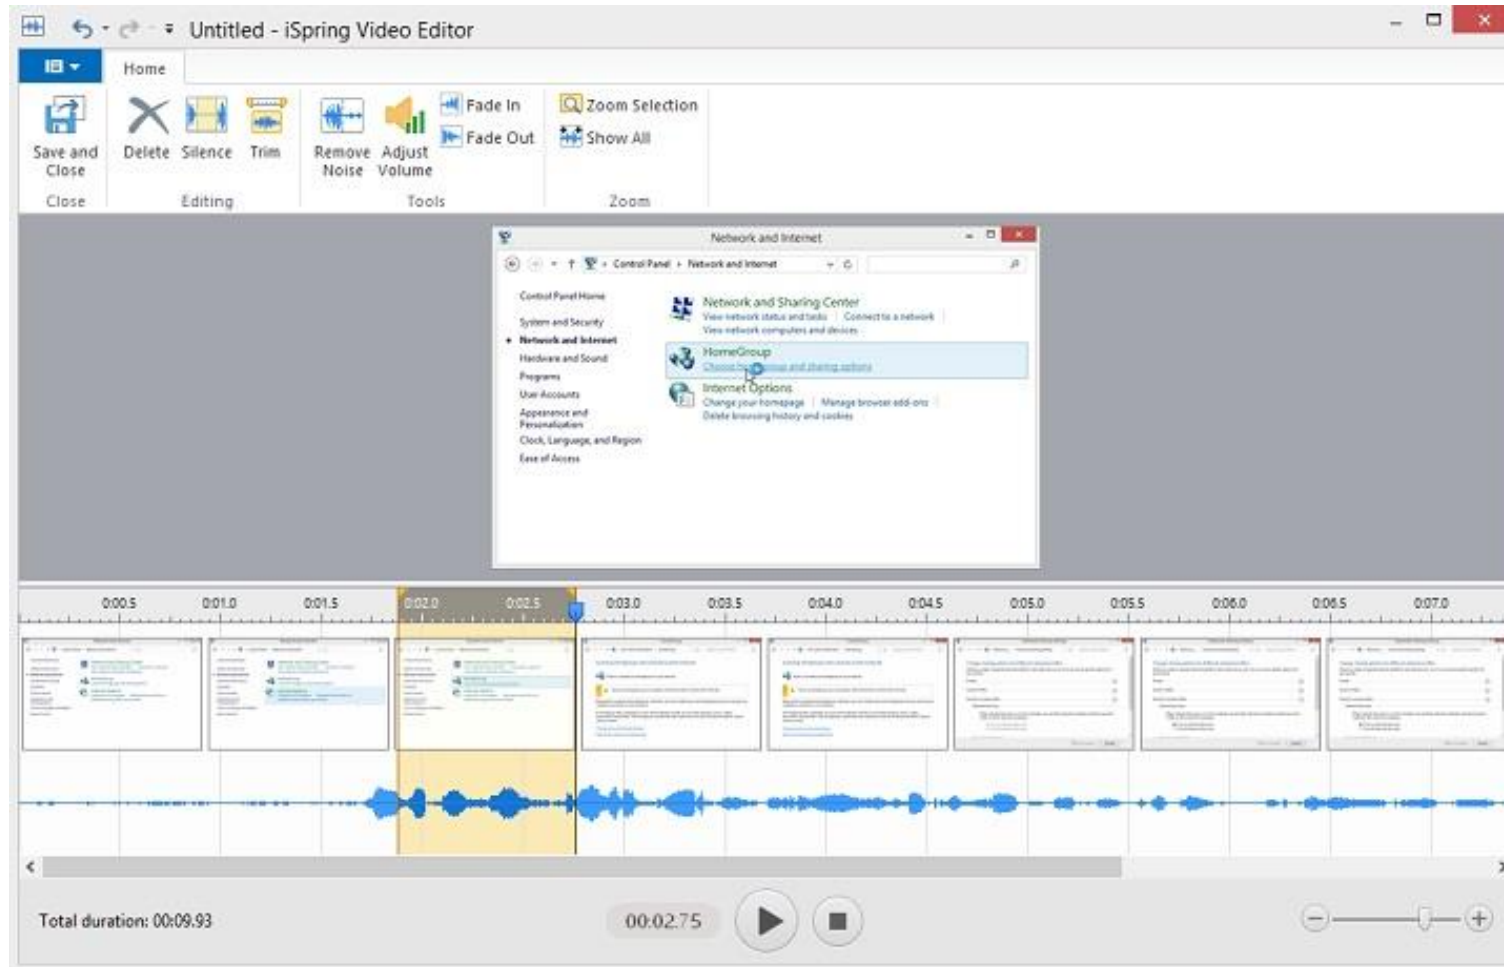 Untitled - iSpring Video Editor
Home
Save and Close
Delete
Silence
Trim
Remove Noise
Adjust Volume
Fade In
Fade Out
Zoom Selection
Show All
Close
Editing
Tools
Zoom
Network and Internet
Control Panel
Network and Internet
Control Panel Home
System and Security
Network and Internet
Hardware and Sound
Programs
User Accounts
Appearance and
Personalization
Clock, Language, and Region
Ease of Access
Network and Sharing Center
View network status and tasks
Connect to a network
View network computers and devices
HomeGroup
Choose homegroup and sharing options
Internet Options
Change your homepage
Manage browser add-ons
Delete browsing history and cookies
0:00.5 0:01.0 0:01.5 0:02.0 0:02.5 0:03.0 0:03.5 0:04.0 0:04.5 0:05.0 0:05.5 0:06.0 0:06.5 0:07.0
Total duration: 00:09.93
00:02.75